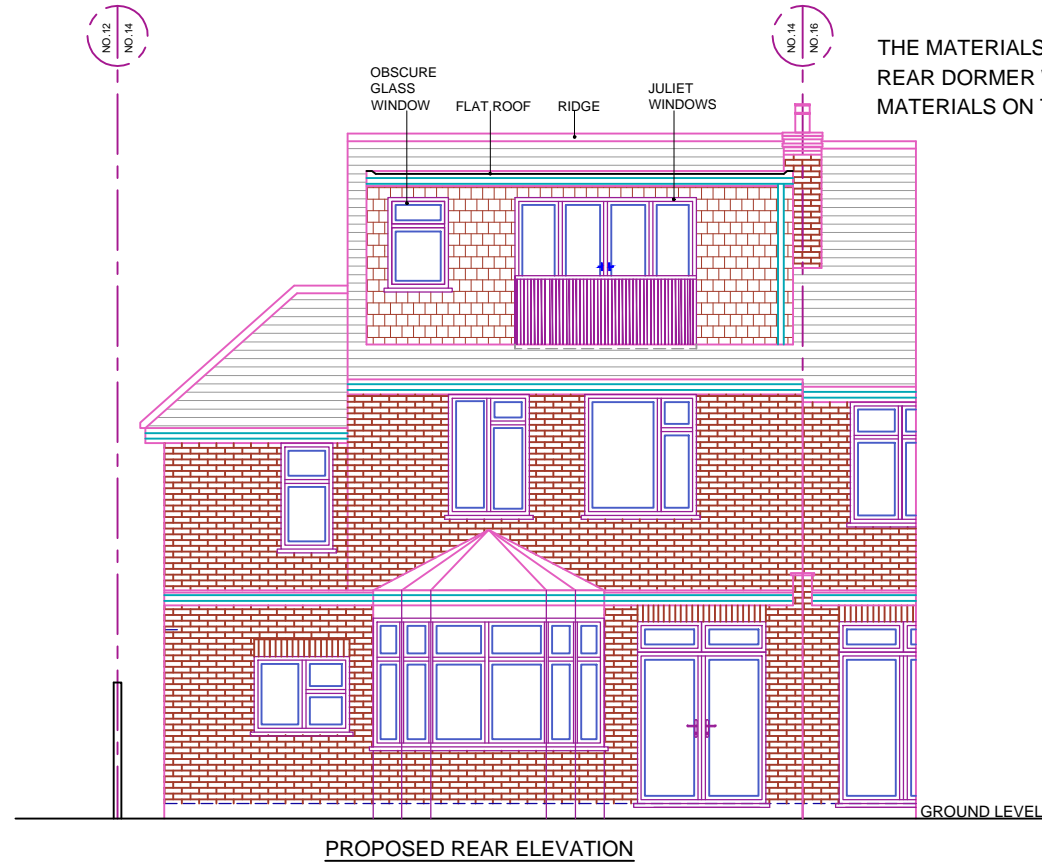 NO.12
NO.14
NO.14
NO.16
THE MATERIALS
REAR DORMER
MATERIALS ON
OBSCURE
GLASS
WINDOW
FLAT ROOF
RIDGE
JULIET
WINDOWS
GROUND LEVEL
PROPOSED REAR ELEVATION